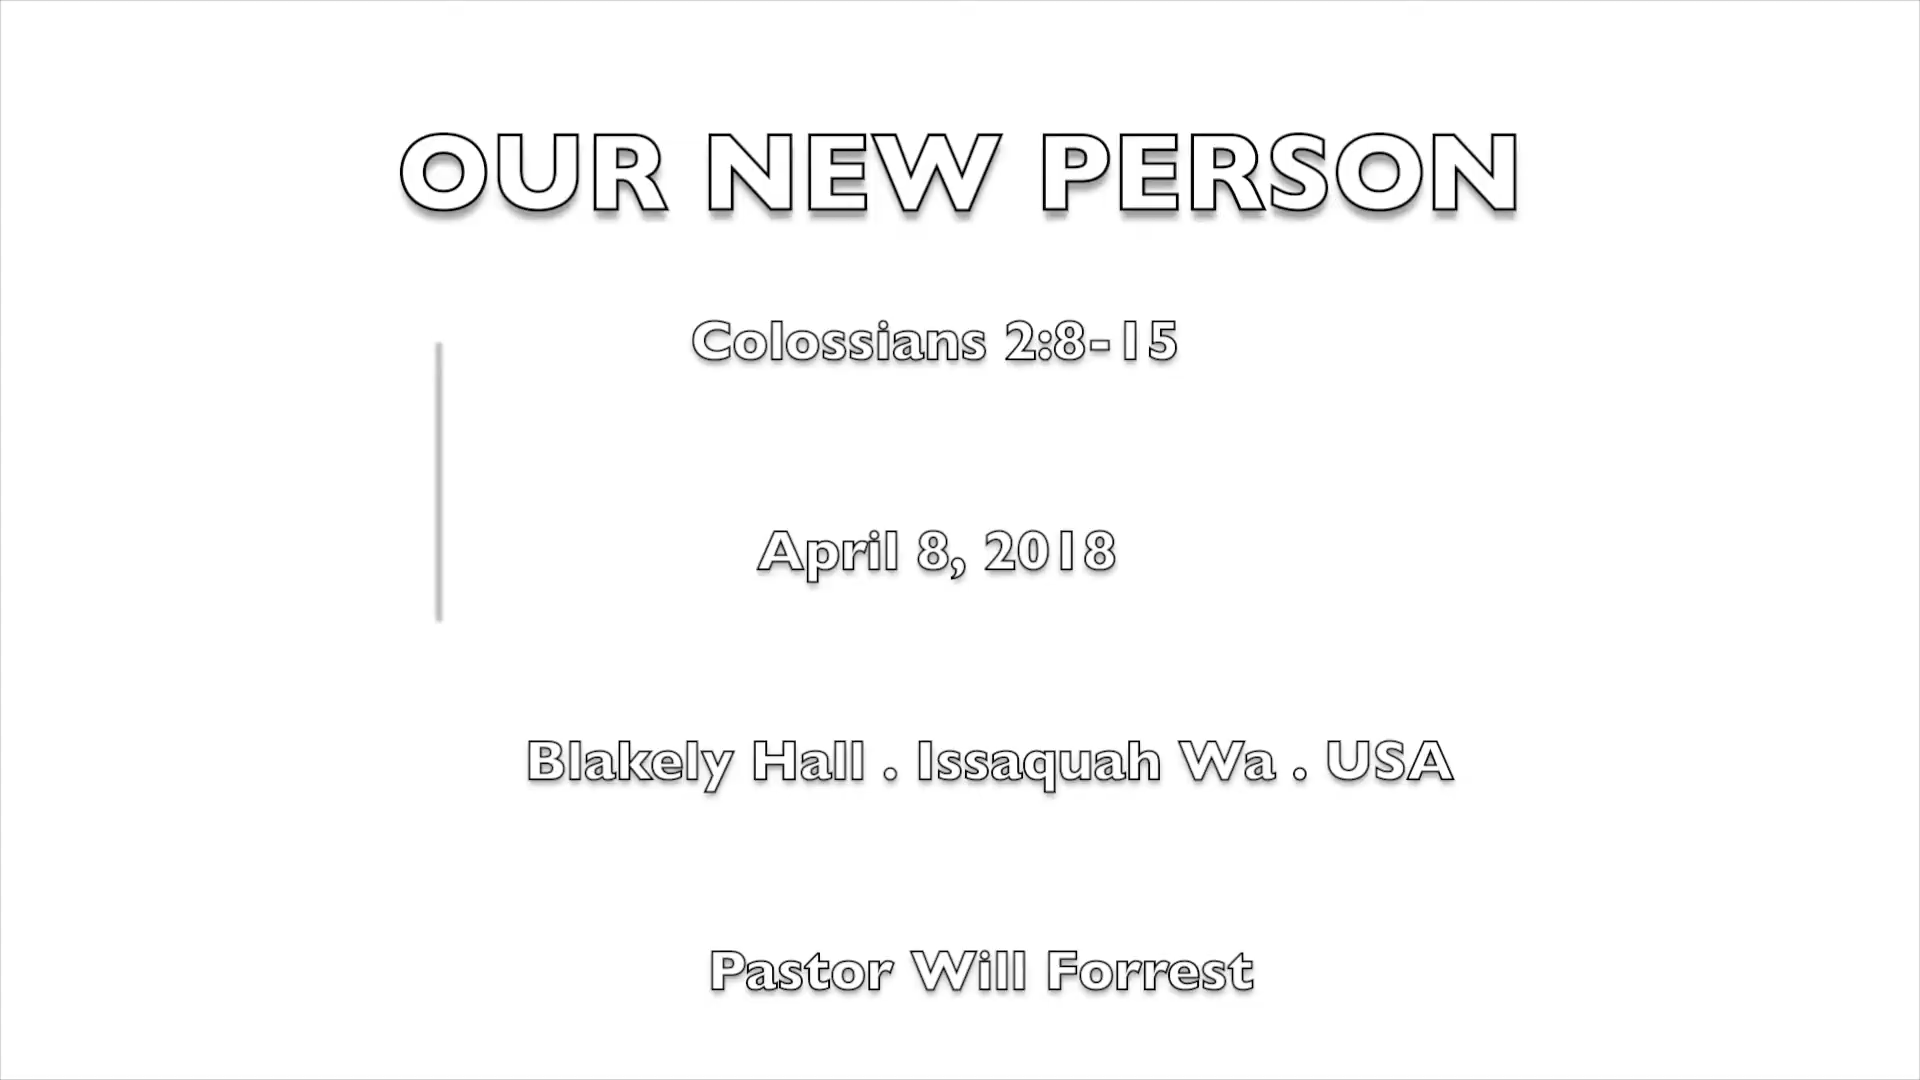 OUR NEW PERSON
Colossians 2:8-15
April 8, 2018
Blakely Hall . Issaquah Wa . USA
Pastor Will Forrest